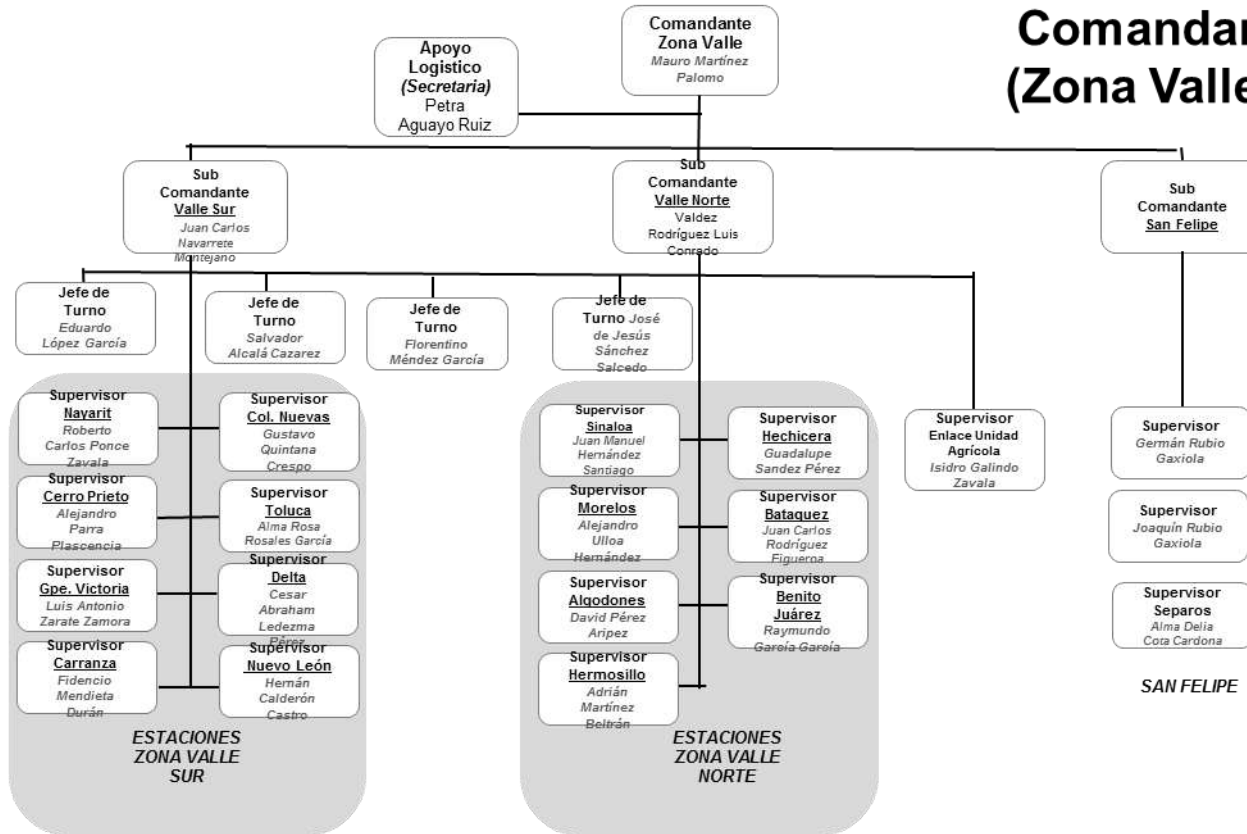 Comandar
(Zona Valle
Comandante
Zona Valle
Mauro Martínez
Palomo
Apoyo
Logistico
(Secretaria)
Petra
Aguayo Ruiz
Sub
Comandante
Valle Sur
Juan Carlos
Navarrete
Montejano
Sub
Comandante
Valle Norte
Valdez
Rodríguez Luis
Conrado
Sub
Comandante
San Felipe
Jefe de
Turno
Eduardo
López García
Jefe de
Turno
Salvador
Alcalá Cazarez
Jefe de
Turno
Florentino
Méndez García
Jefe de
Turno José
de Jesús
Sánchez
Salcedo
Supervisor
Nayarit
Roberto
Carlos Ponce
Zavala
Supervisor
Col. Nuevas
Gustavo
Quintana
Crespo
Supervisor
Cerro Prieto
Alejandro
Parra
Plascencia
Supervisor
Toluca
Alma Rosa
Rosales García
Supervisor
Gpe. Victoria
Luis Antonio
Zarate Zamora
Supervisor
Delta
Cesar
Abraham
Ledezma
Pérez
Supervisor
Carranza
Fidencio
Mendieta
Durán
Supervisor
Nuevo León
Hernán
Calderón
Castro
ESTACIONES
ZONA VALLE
SUR
Supervisor
Sinaloa
Juan Manuel
Hernández
Santiago
Supervisor
Hechicera
Guadalupe
Sandez Pérez
Supervisor
Morelos
Alejandro
Ulloa
Hernández
Supervisor
Bataquez
Juan Carlos
Rodríguez
Figueroa
Supervisor
Algodones
David Pérez
Aripez
Supervisor
Benito
Juárez
Raymundo
García García
Supervisor
Hermosillo
Adrián
Martínez
Beltrán
ESTACIONES
ZONA VALLE
NORTE
Supervisor
Enlace Unidad
Agrícola
Isidro Galindo
Zavala
Supervisor
Germán Rubio
Gaxiola
Supervisor
Joaquín Rubio
Gaxiola
Supervisor
Separos
Alma Delia
Cota Cardona
SAN FELIPE